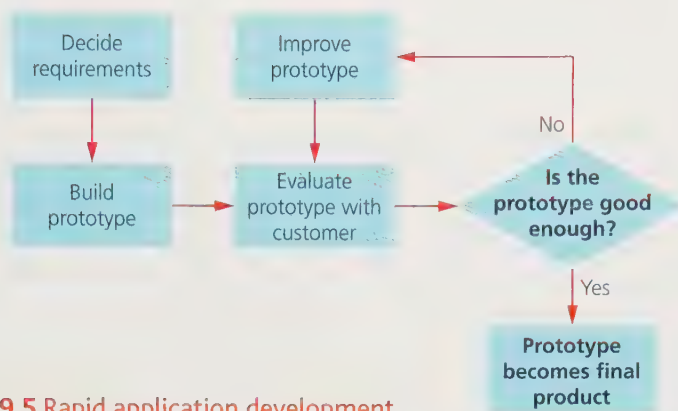 Decide
requirements
Improve
prototype
No
Build
prototype
Evaluate
prototype with
customer
Is the
prototype good
enough?
Yes
Prototype
becomes final
product
9.5 Rapid application development